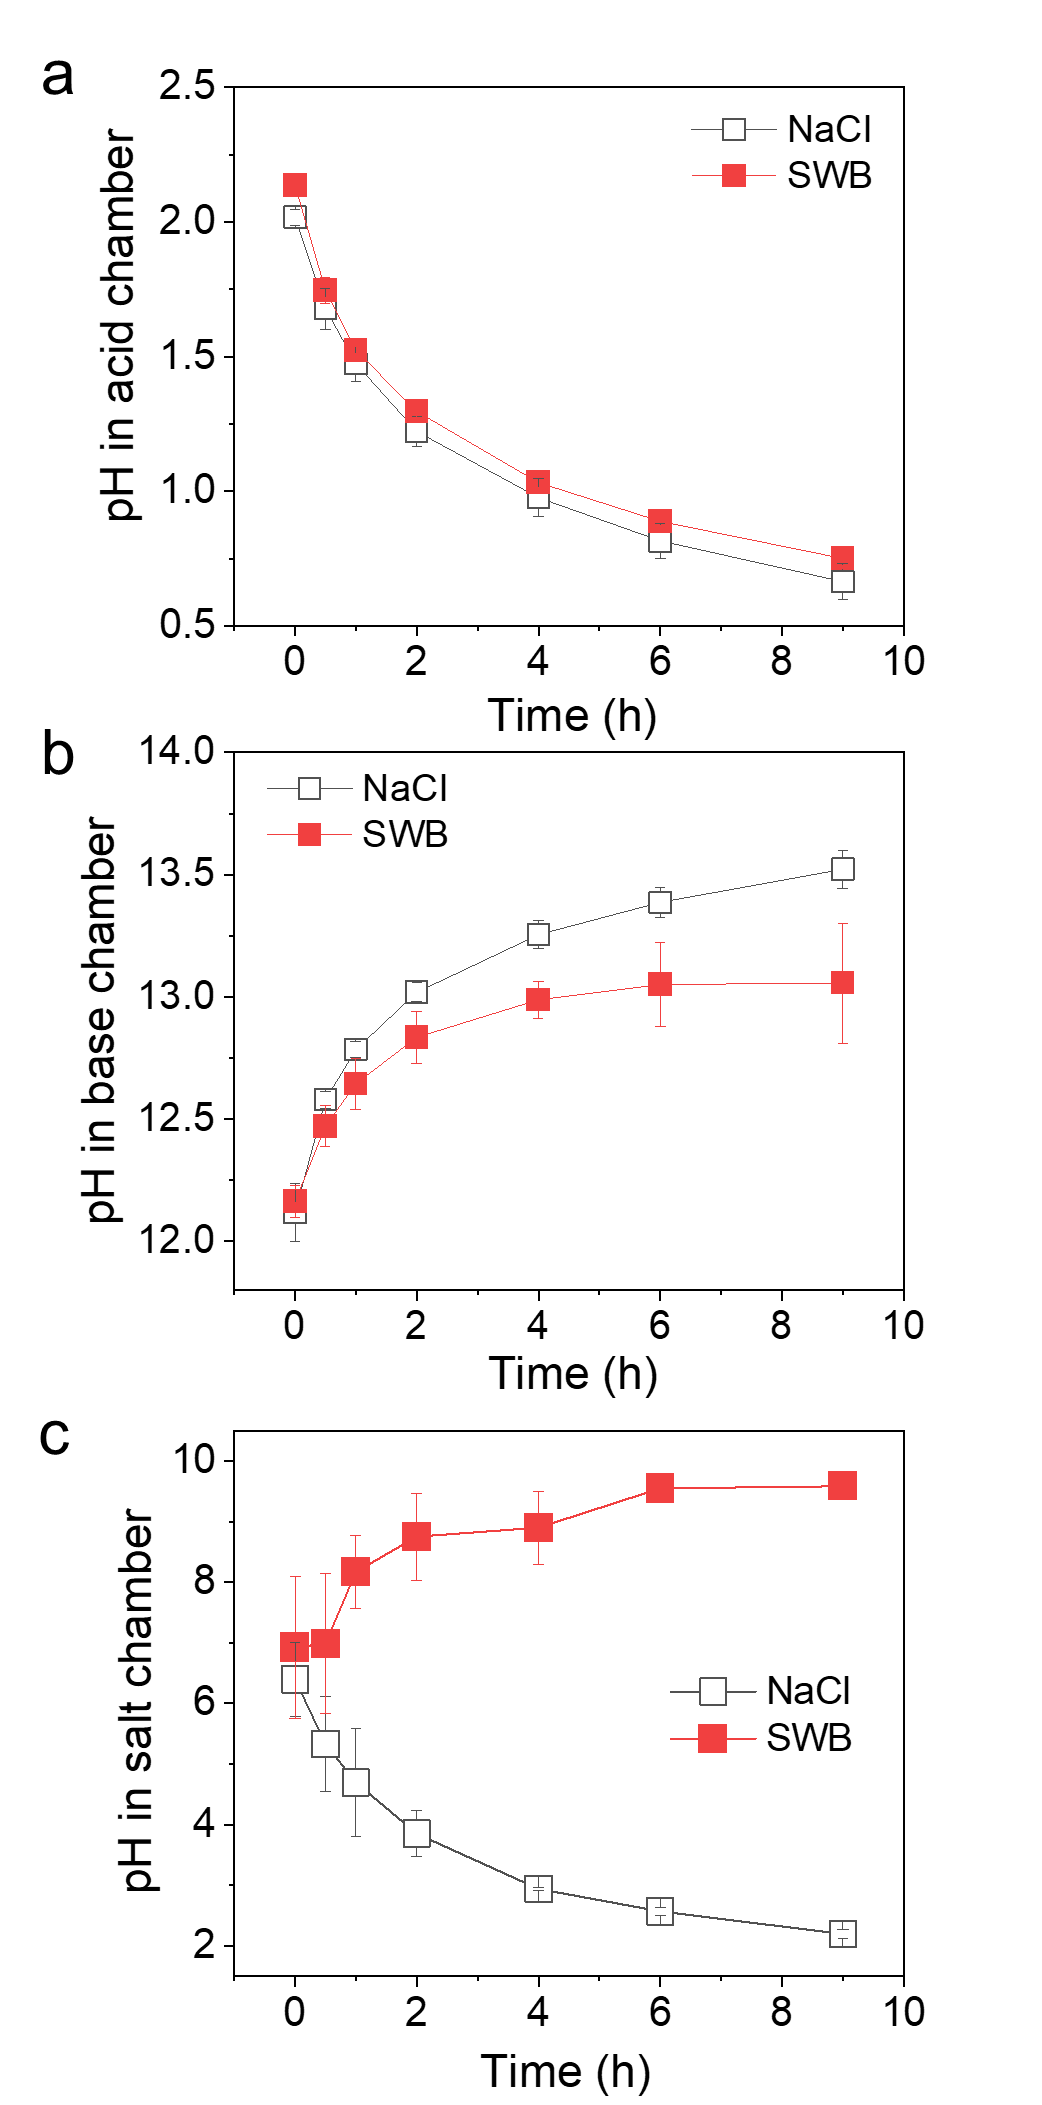 a
pH in acid chamber
2.5
2.0
1.5
1.0
0.5
NaCl
SWB
0 2 4 6 8 10
Time (h)
b
pH in base chamber
14.0
13.5
13.0
12.5
12.0
NaCl
SWB
0 2 4 6 8 10
Time (h)
c
pH in salt chamber
10
8
6
4
2
NaCl
SWB
0 2 4 6 8 10
Time (h)